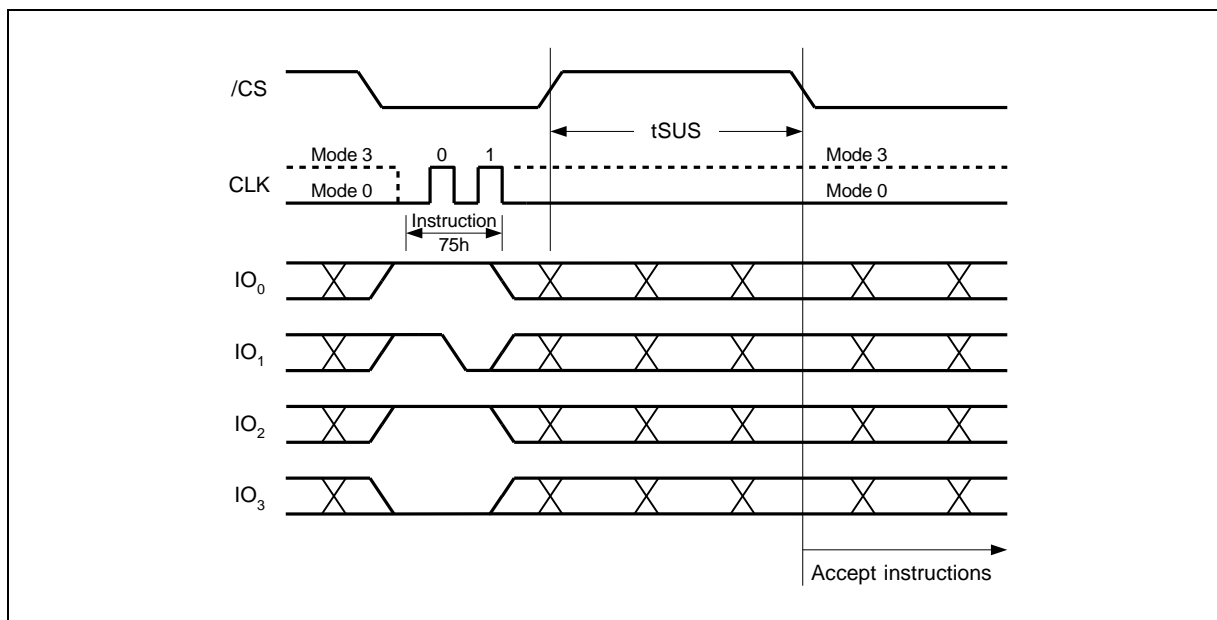 /CS
tSUS
Mode 3 0 1 Mode 3
CLK
Mode 0 Mode 0
Instruction
75h
IO0
IO1
IO2
IO3
Accept instructions